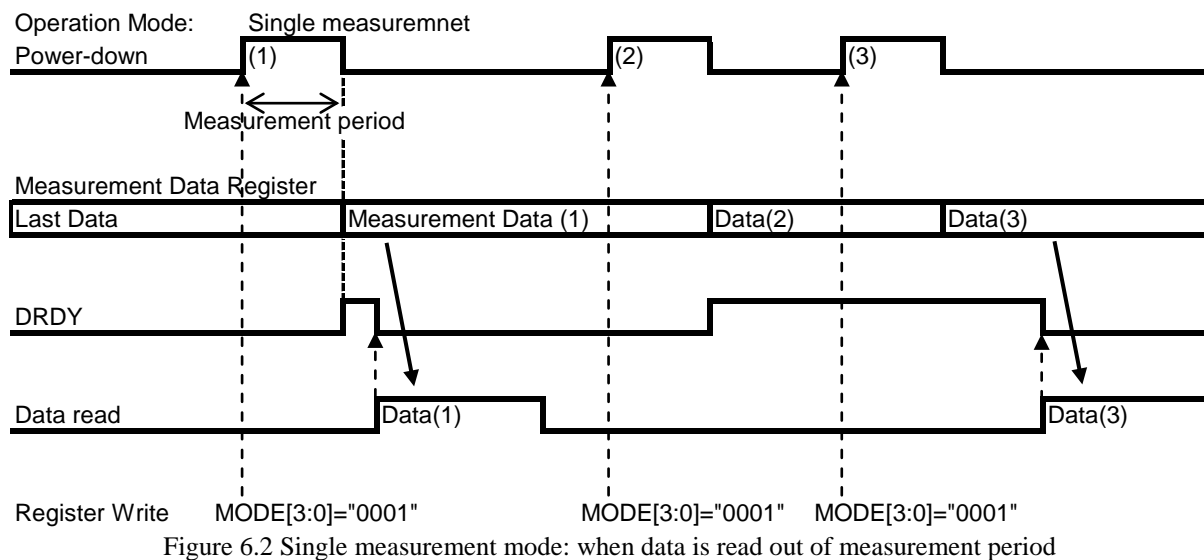 Operation Mode: Single measuremnet
Power-down (1) (2) (3)
Measurement period
Measurement Data Register
Last Data Measurement Data (1) Data(2) Data(3)
DRDY
Data read Data(1) Data(3)
Register Write MODE[3:0]="0001" MODE[3:0]="0001" MODE[3:0]="0001"
Figure 6.2 Single measurement mode: when data is read out of measurement period